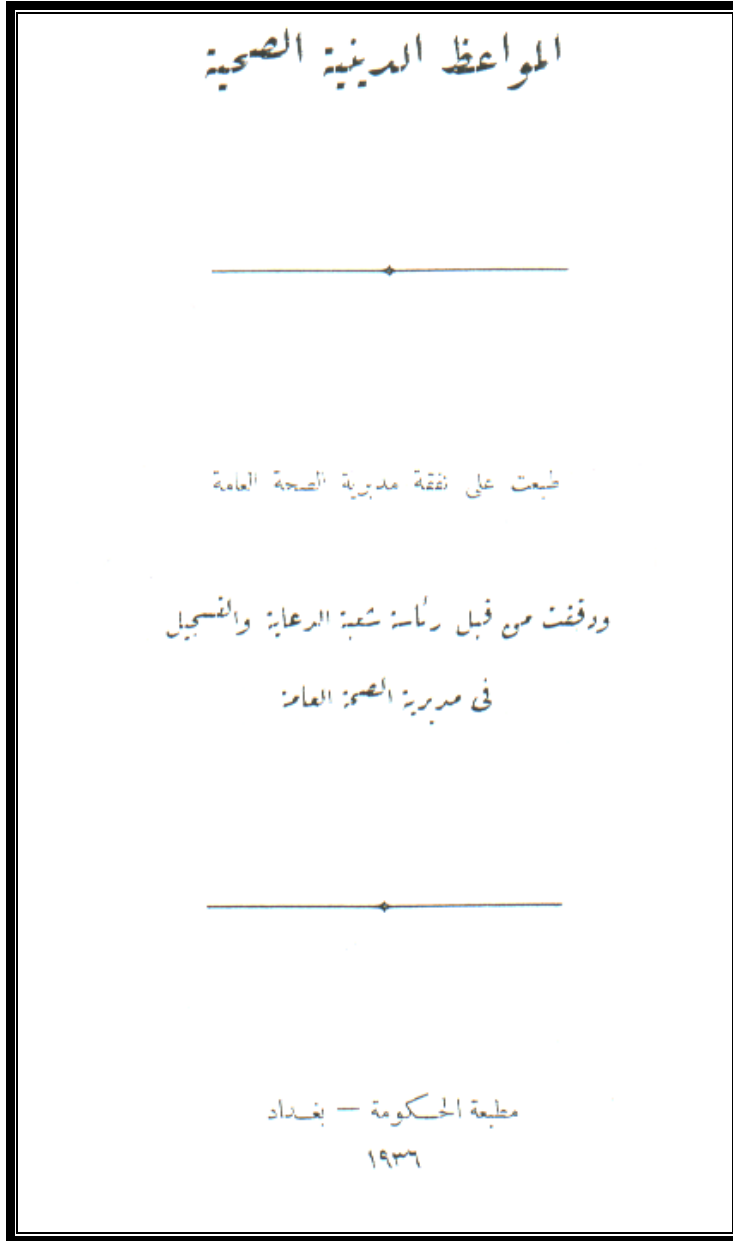 المواعظ الدينية الصحية
طبعت على نفقة مديرية الصحة العامة
ودققت من قبل رئاسة شعبة الدعاية والتسجيل
في مديرية الصحة العامة
مطبعة الحكومة — بغداد
١٩٣٦